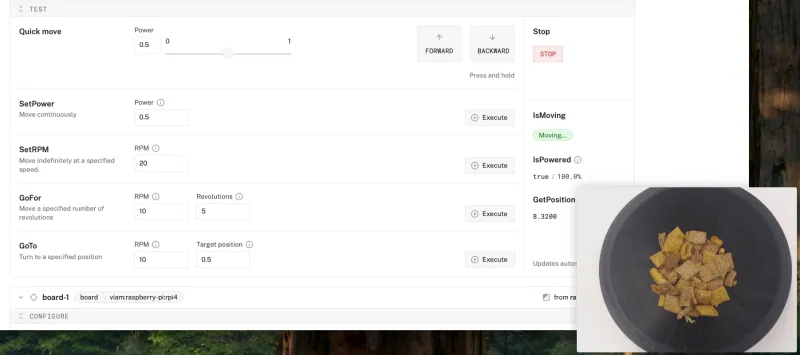 TEST
Quick move
Power
0.5
0
1
FORWARD
BACKWARD
Press and hold
Stop
STOP
SetPower
Move continuously
Power
0.5
Execute
IsMoving
Moving...
SetRPM
Move indefinitely at a specified
speed.
RPM
20
Execute
IsPowered
true / 100.0%
GoFor
Move a specified number of
revolutions
RPM
10
Revolutions
5
Execute
GetPosition
8.3200
GoTo
Turn to a specified position
RPM
10
Target position
0.5
Execute
Updates auto
board-1
board
viam:raspberry-pi:rpi4
from ra
CONFIGURE